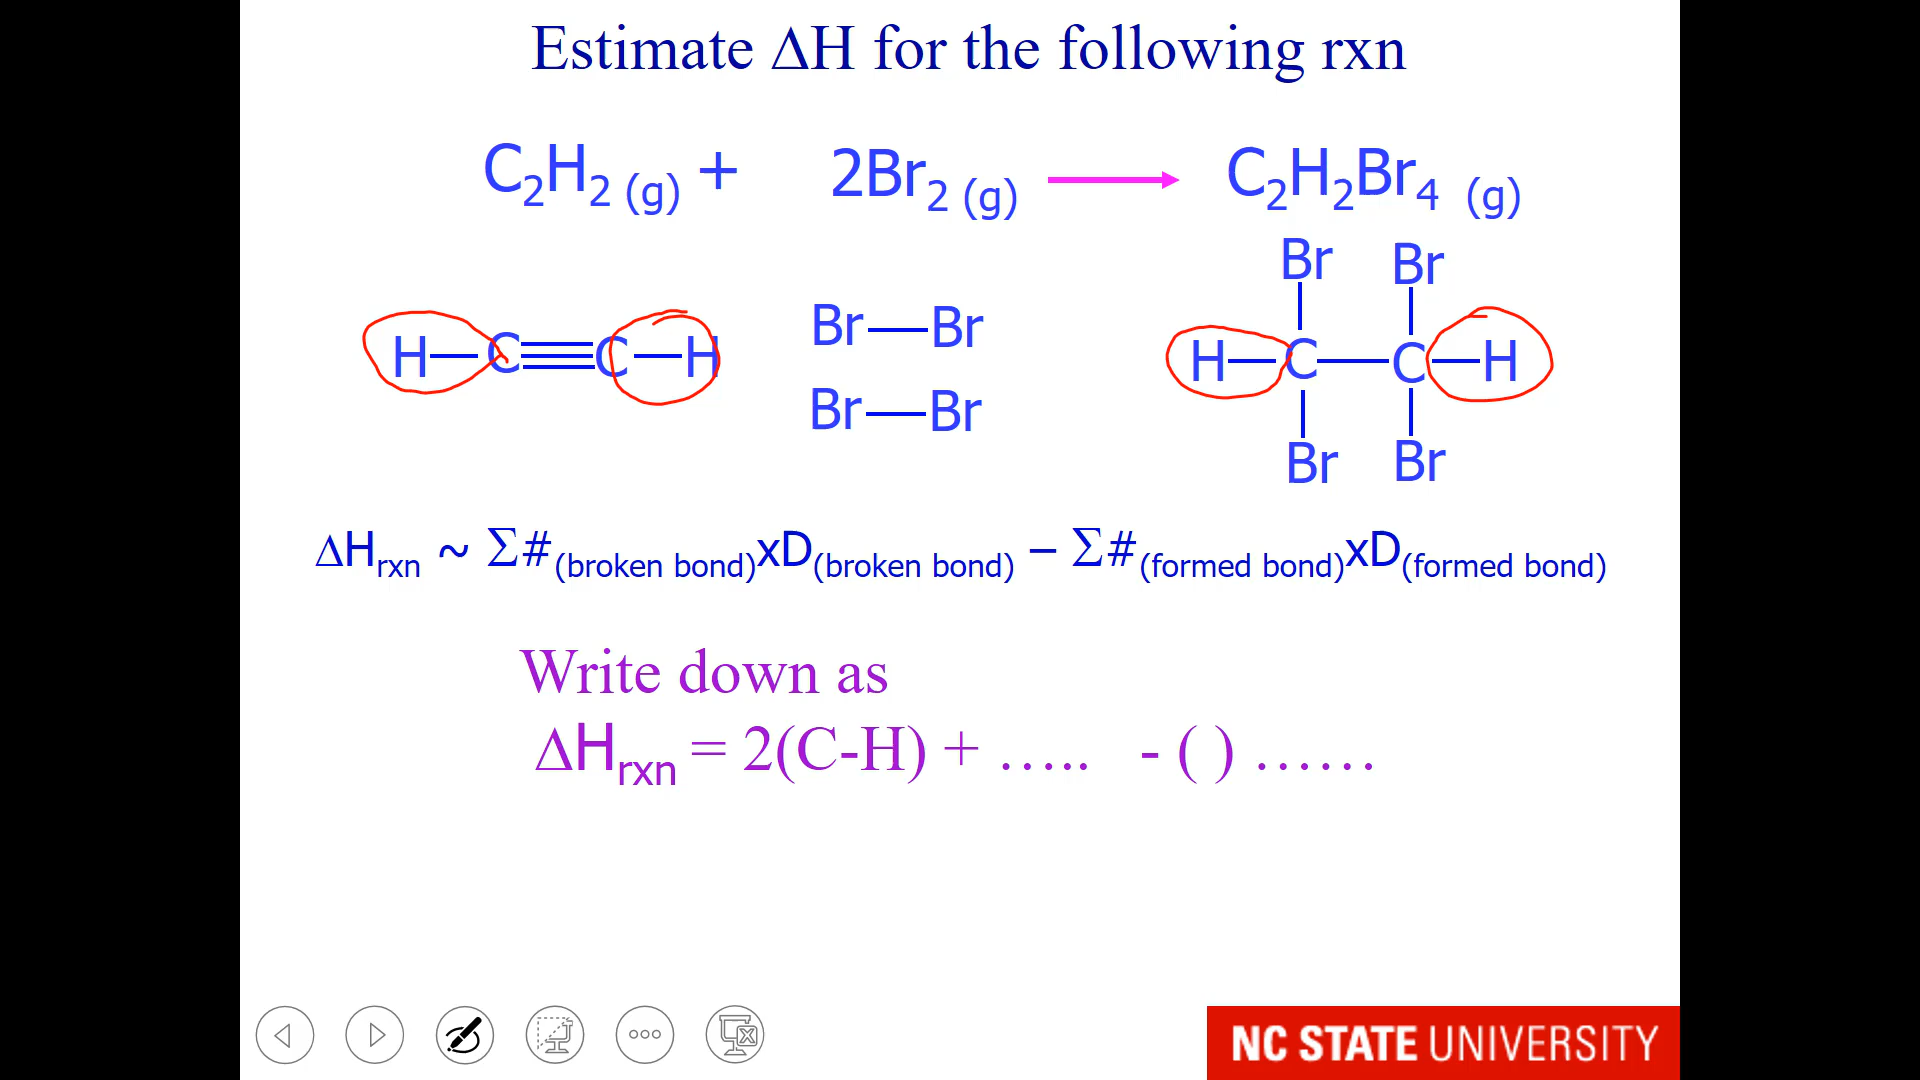 Estimate ΔH for the following rxn
C₂H₂ (g) + 2Br₂ (g) → C₂H₂Br₄ (g)
Br Br
H—C≡C—H Br—Br H—C—C—H
Br—Br Br Br
ΔHrxn ~ Σ#(broken bond)xD(broken bond) – Σ#(formed bond)xD(formed bond)
Write down as
ΔHrxn = 2(C-H) + ….. - ( ) ……
NC STATE UNIVERSITY